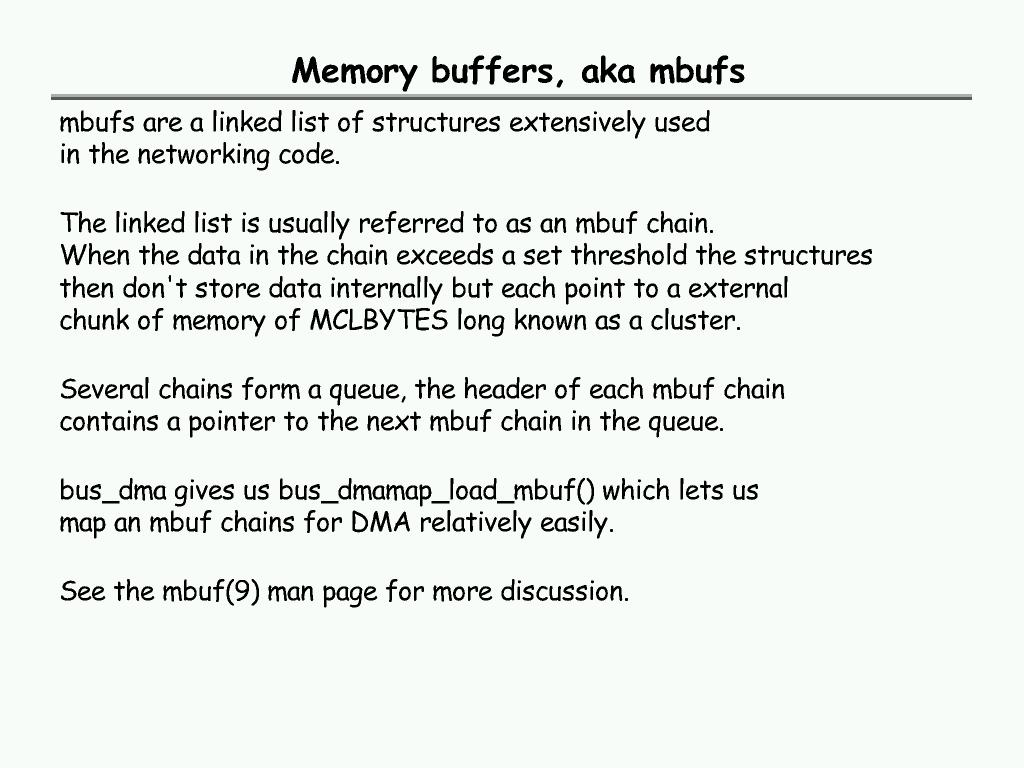 Memory buffers, aka mbufs
mbufs are a linked list of structures extensively used
in the networking code.
The linked list is usually referred to as an mbuf chain.
When the data in the chain exceeds a set threshold the structures
then don't store data internally but each point to a external
chunk of memory of MCLBYTES long known as a cluster.
Several chains form a queue, the header of each mbuf chain
contains a pointer to the next mbuf chain in the queue.
bus_dma gives us bus_dmamap_load_mbuf() which lets us
map an mbuf chains for DMA relatively easily.
See the mbuf(9) man page for more discussion.